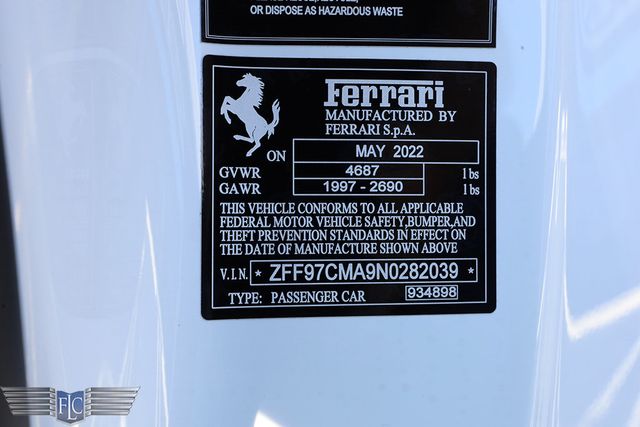 OR DISPOSE AS HAZARDOUS WASTE
Ferrari
MANUFACTURED BY
FERRARI S.p.A.
ON MAY 2022
GVWR 4687 lbs
GAWR 1997 - 2690 lbs
THIS VEHICLE CONFORMS TO ALL APPLICABLE
FEDERAL MOTOR VEHICLE SAFETY,BUMPER,AND
THEFT PREVENTION STANDARDS IN EFFECT ON
THE DATE OF MANUFACTURE SHOWN ABOVE
V.I.N. * ZFF97CMA9N0282039 *
TYPE: PASSENGER CAR 934898
FLC